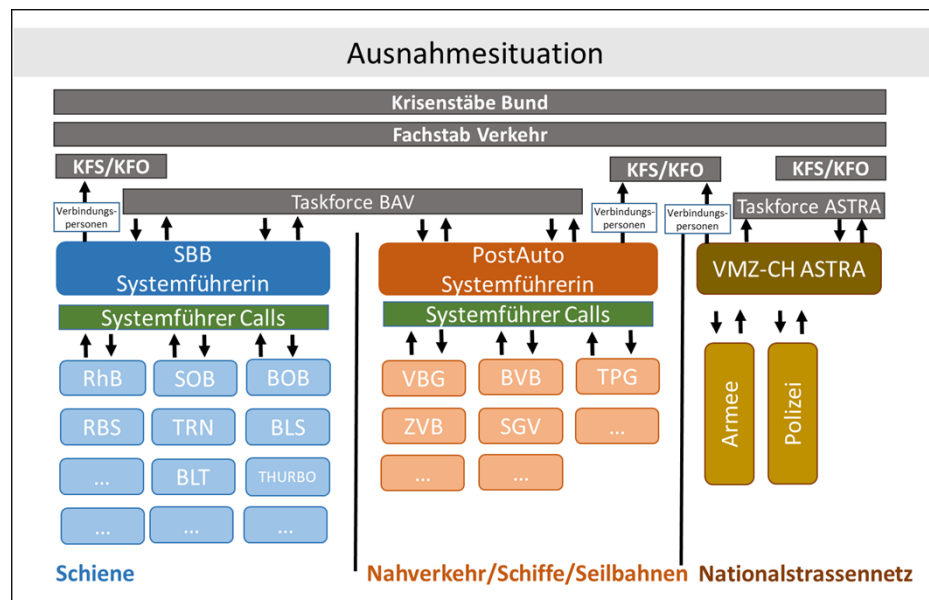 Ausnahmesituation
Krisenstäbe Bund
Fachstab Verkehr
KFS/KFO
KFS/KFO
KFS/KFO
Verbindungs-
personen
Taskforce BAV
Verbindungs-
personen
Verbindungs-
personen
Taskforce ASTRA
SBB
Systemführerin
PostAuto
Systemführerin
VMZ-CH ASTRA
Systemführer Calls
Systemführer Calls
RhB
SOB
BOB
RBS
TRN
BLS
...
BLT
THURBO
...
...
...
VBG
BVB
TPG
ZVB
SGV
...
...
...
Armee
Polizei
Schiene
Nahverkehr/Schiffe/Seilbahnen
Nationalstrassennetz